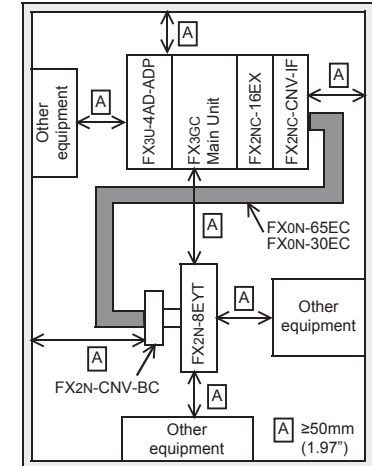 A
Other
equipment
A
FX3U-4AD-ADP
FX3GC
Main Unit
FX2NC-16EX
FX2NC-CNV-IF
A
A
FX0N-65EC
FX0N-30EC
FX2N-8EYT
A
Other
equipment
A
FX2N-CNV-BC
A
Other
equipment
A ≥50mm
(1.97")